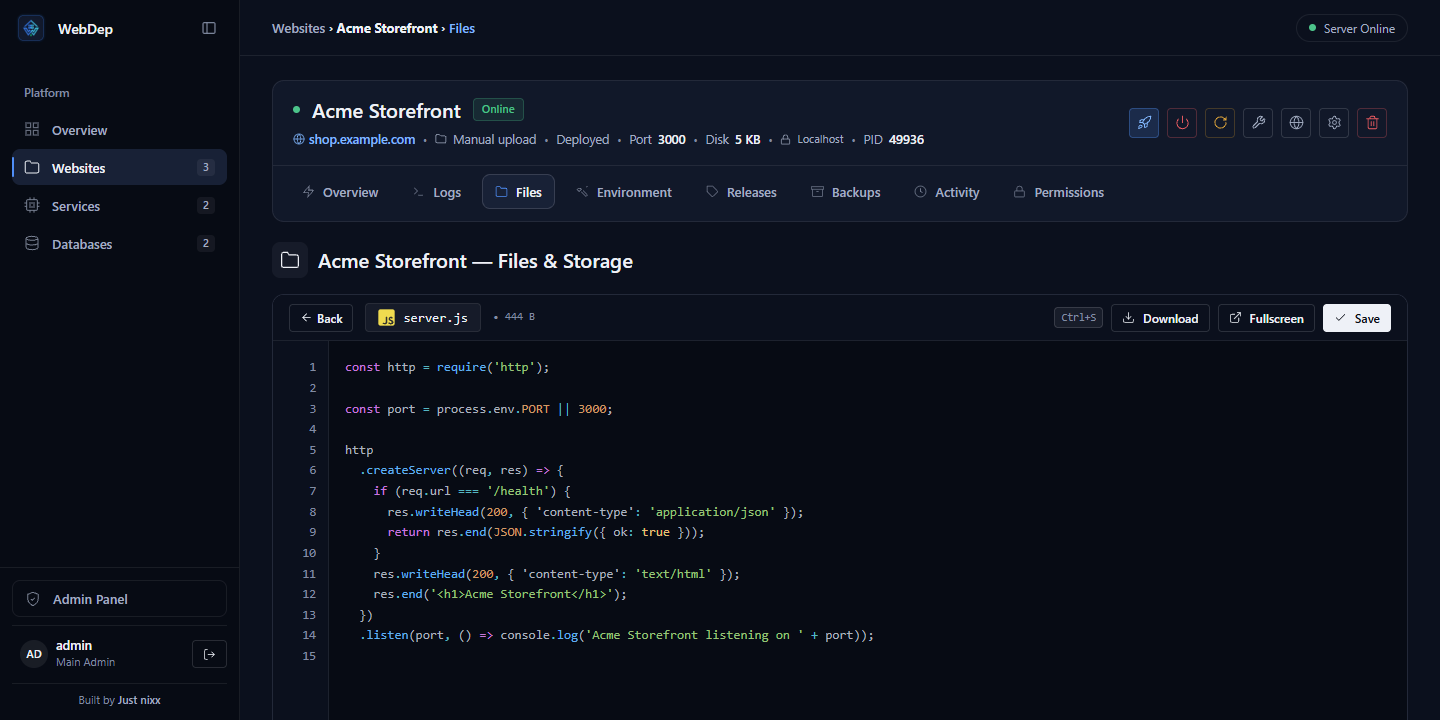 WebDep
Websites › Acme Storefront › Files
Server Online
Platform
Overview
Websites 3
Services 2
Databases 2
Acme Storefront Online
shop.example.com • Manual upload • Deployed • Port 3000 • Disk 5 KB • Localhost • PID 49936
Overview Logs Files Environment Releases Backups Activity Permissions
Acme Storefront — Files & Storage
Back JS server.js • 444 B Ctrl+S Download Fullscreen Save
1 const http = require('http');
2
3 const port = process.env.PORT || 3000;
4
5 http
6   .createServer((req, res) => {
7     if (req.url === '/health') {
8       res.writeHead(200, { 'content-type': 'application/json' });
9       return res.end(JSON.stringify({ ok: true }));
10     }
11     res.writeHead(200, { 'content-type': 'text/html' });
12     res.end('<h1>Acme Storefront</h1>');
13   })
14   .listen(port, () => console.log('Acme Storefront listening on ' + port));
15
Admin Panel
AD admin
Main Admin
Built by Just nixx